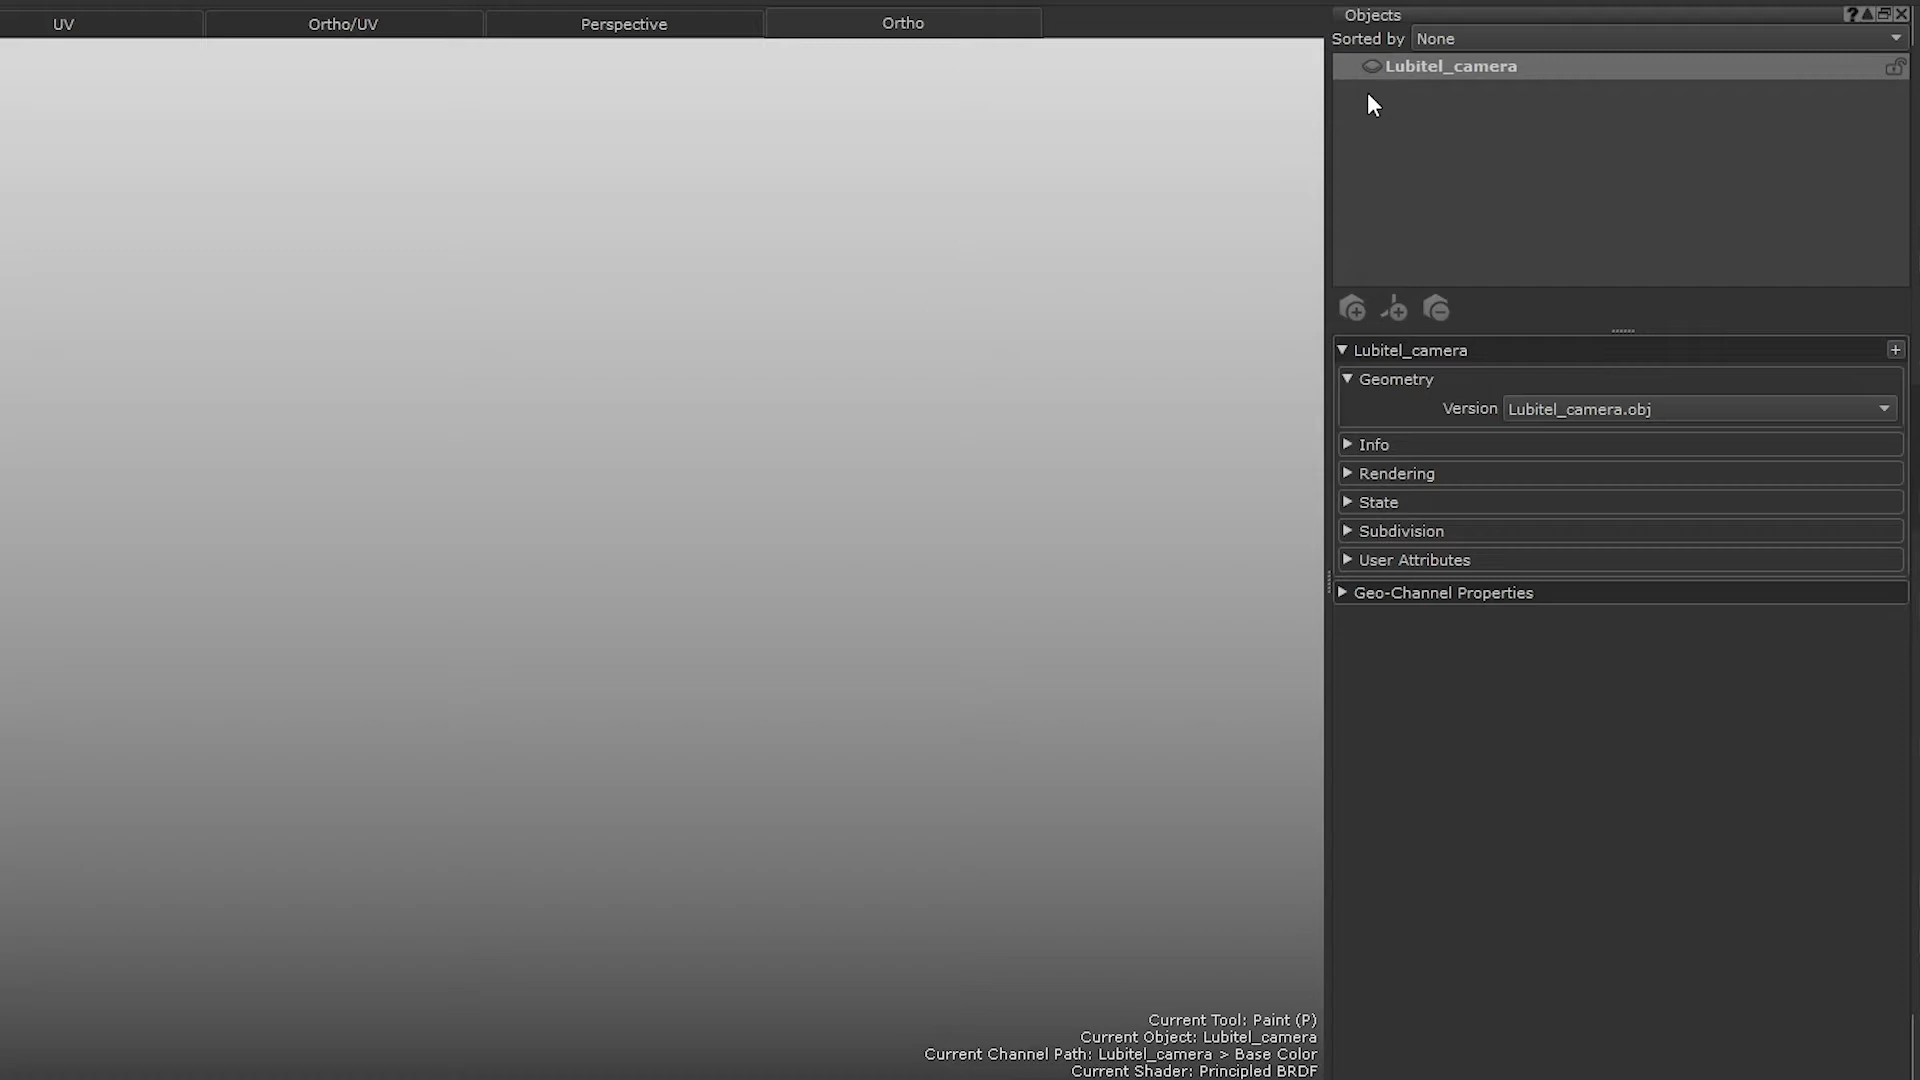 UV
Ortho/UV
Perspective
Ortho
Objects
Sorted by None
Lubitel_camera
Lubitel_camera
Geometry
Version Lubitel_camera.obj
Info
Rendering
State
Subdivision
User Attributes
Geo-Channel Properties
Current Tool: Paint (P)
Current Object: Lubitel_camera
Current Channel Path: Lubitel_camera > Base Color
Current Shader: Principled BRDF